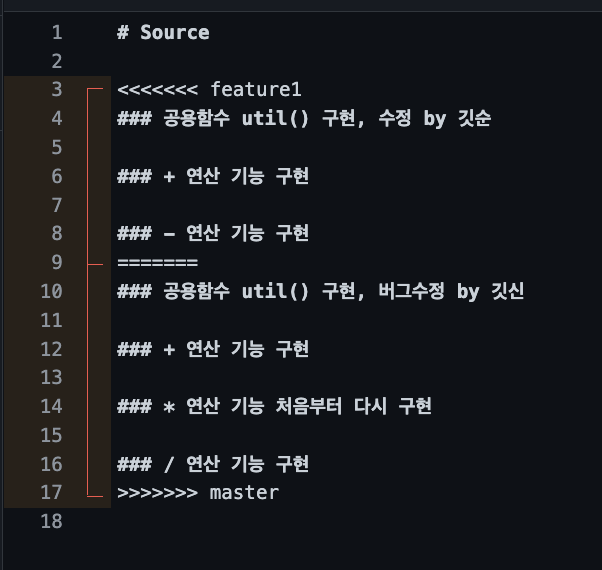 1 # Source
2
3 <<<<<<< feature1
4 ### 공용함수 util() 구현, 수정 by 깃순
5
6 ### + 연산 기능 구현
7
8 ### - 연산 기능 구현
9 =======
10 ### 공용함수 util() 구현, 버그수정 by 깃신
11
12 ### + 연산 기능 구현
13
14 ### * 연산 기능 처음부터 다시 구현
15
16 ### / 연산 기능 구현
17 >>>>>>> master
18